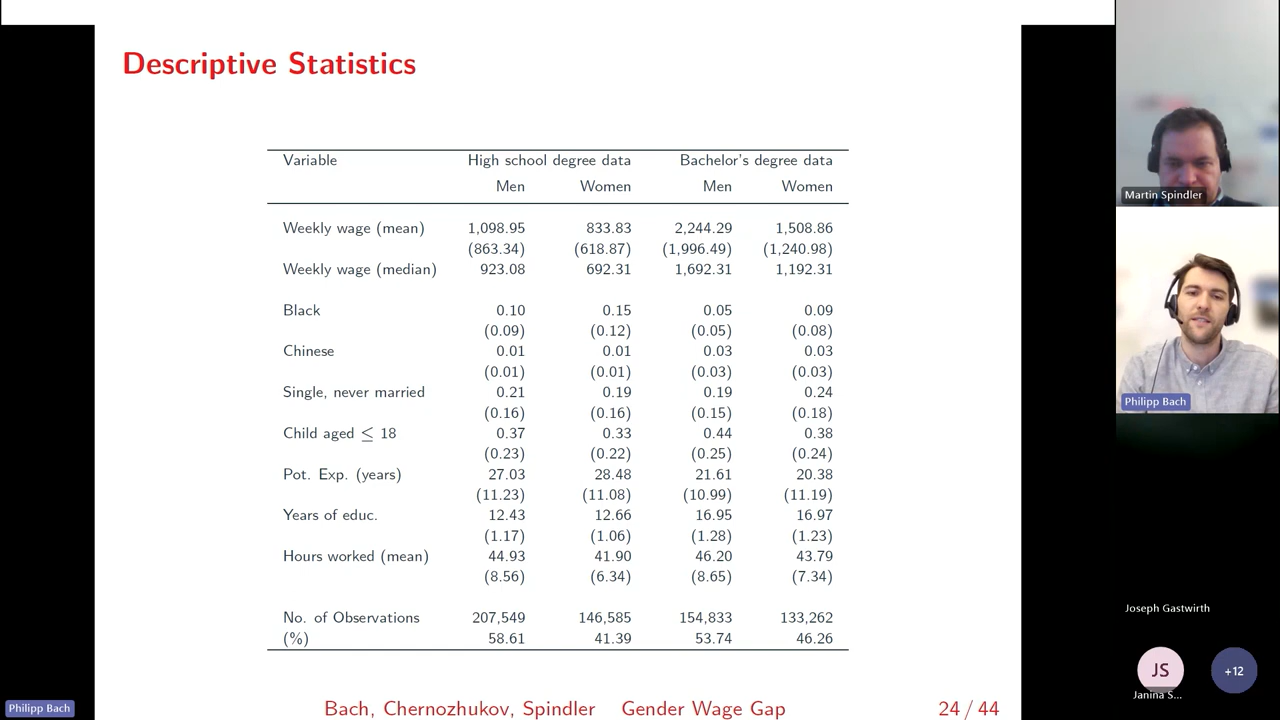 Descriptive Statistics
Variable High school degree data Bachelor's degree data
Men Women Men Women
Weekly wage (mean) 1,098.95 833.83 2,244.29 1,508.86
(863.34) (618.87) (1,996.49) (1,240.98)
Weekly wage (median) 923.08 692.31 1,692.31 1,192.31
Black 0.10 0.15 0.05 0.09
(0.09) (0.12) (0.05) (0.08)
Chinese 0.01 0.01 0.03 0.03
(0.01) (0.01) (0.03) (0.03)
Single, never married 0.21 0.19 0.19 0.24
(0.16) (0.16) (0.15) (0.18)
Child aged ≤ 18 0.37 0.33 0.44 0.38
(0.23) (0.22) (0.25) (0.24)
Pot. Exp. (years) 27.03 28.48 21.61 20.38
(11.23) (11.08) (10.99) (11.19)
Years of educ. 12.43 12.66 16.95 16.97
(1.17) (1.06) (1.28) (1.23)
Hours worked (mean) 44.93 41.90 46.20 43.79
(8.56) (6.34) (8.65) (7.34)
No. of Observations 207,549 146,585 154,833 133,262
(%) 58.61 41.39 53.74 46.26
Bach, Chernozhukov, Spindler Gender Wage Gap 24 / 44
Philipp Bach
Martin Spindler
Philipp Bach
Joseph Gastwirth
JS
+12
Janina S...